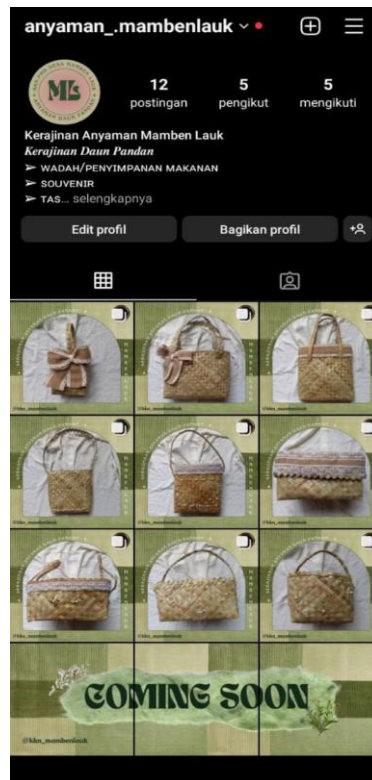 anyaman_.mambenlauk
12 5 5
postingan pengikut mengikuti
Kerajinan Anyaman Mamben Lauk
Kerajinan Daun Pandan
➢ WADAH/PENYIMPANAN MAKANAN
➢ SOUVENIR
➢ TAS... selengkapnya
Edit profil Bagikan profil
COMING SOON
@kkn_mambenlauk